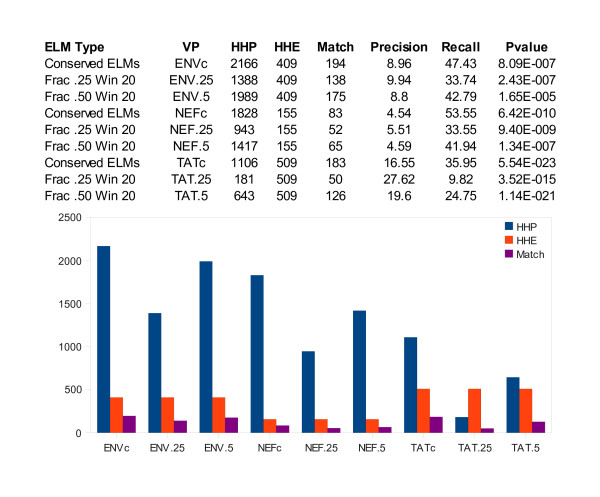 ELM Type VP HHP HHE Match Precision Recall Pvalue
Conserved ELMs ENVc 2166 409 194 8.96 47.43 8.09E-007
Frac .25 Win 20 ENV.25 1388 409 138 9.94 33.74 2.43E-007
Frac .50 Win 20 ENV.5 1989 409 175 8.8 42.79 1.65E-005
Conserved ELMs NEFc 1828 155 83 4.54 53.55 6.42E-010
Frac .25 Win 20 NEF.25 943 155 52 5.51 33.55 9.40E-009
Frac .50 Win 20 NEF.5 1417 155 65 4.59 41.94 1.34E-007
Conserved ELMs TATc 1106 509 183 16.55 35.95 5.54E-023
Frac .25 Win 20 TAT.25 181 509 50 27.62 9.82 3.52E-015
Frac .50 Win 20 TAT.5 643 509 126 19.6 24.75 1.14E-021
2500
HHP
HHE
Match
2000
1500
1000
500
0
ENVc ENV.25 ENV.5 NEFc NEF.25 NEF.5 TATc TAT.25 TAT.5